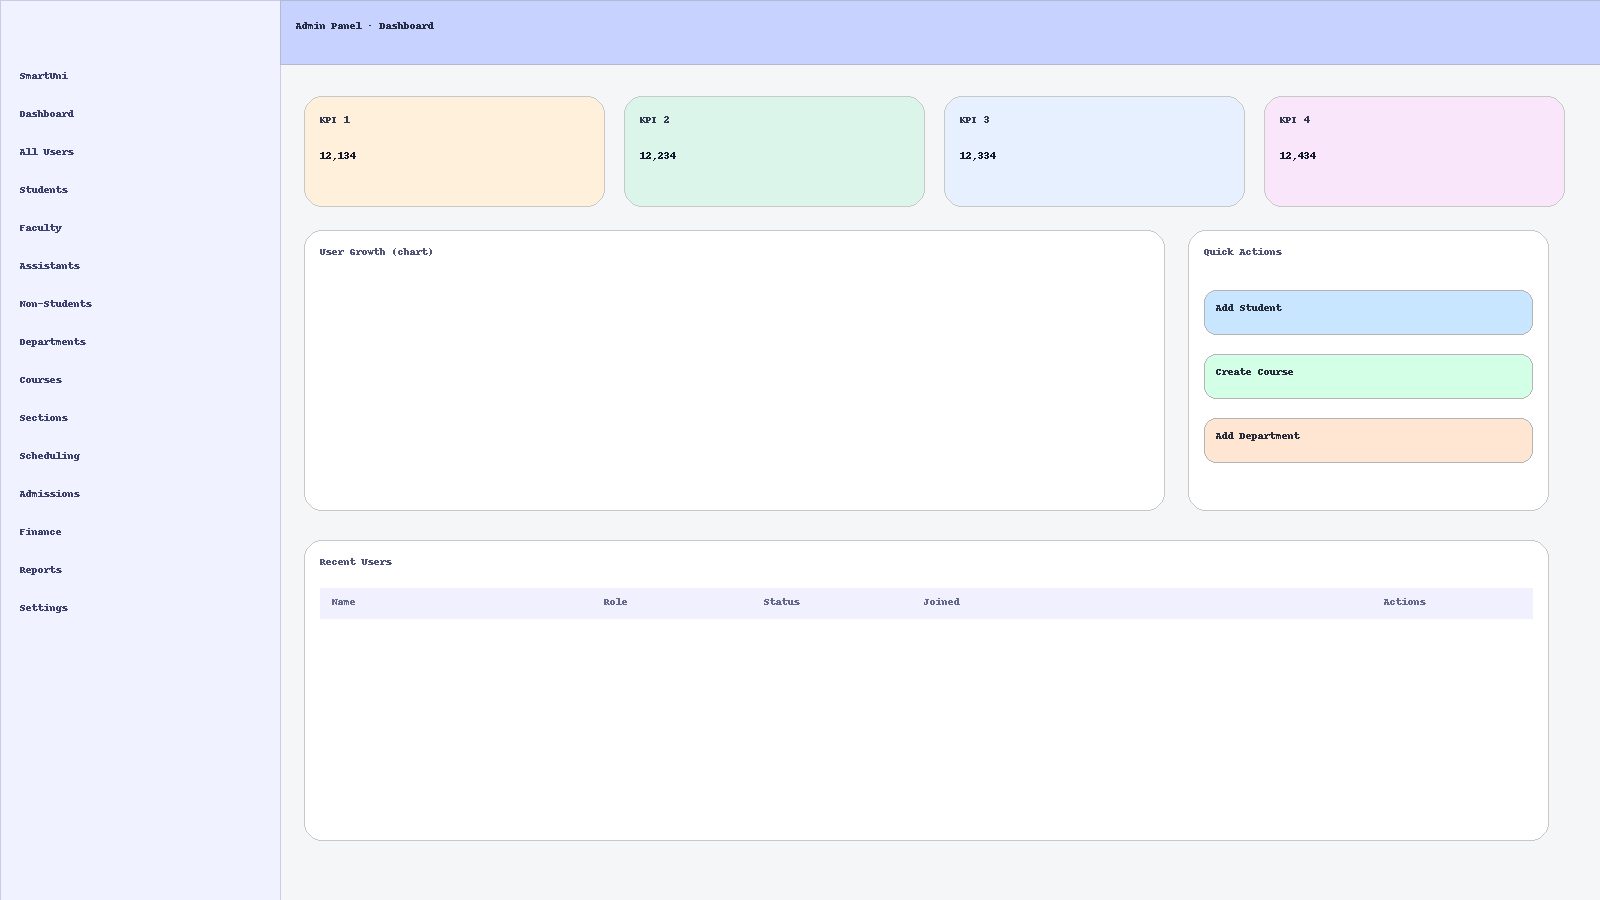 Admin Panel - Dashboard
SmartUni
Dashboard
All Users
Students
Faculty
Assistants
Non-Students
Departments
Courses
Sections
Scheduling
Admissions
Finance
Reports
Settings
KPI 1
12,134
KPI 2
12,234
KPI 3
12,334
KPI 4
12,434
User Growth (chart)
Quick Actions
Add Student
Create Course
Add Department
Recent Users
Name Role Status Joined Actions